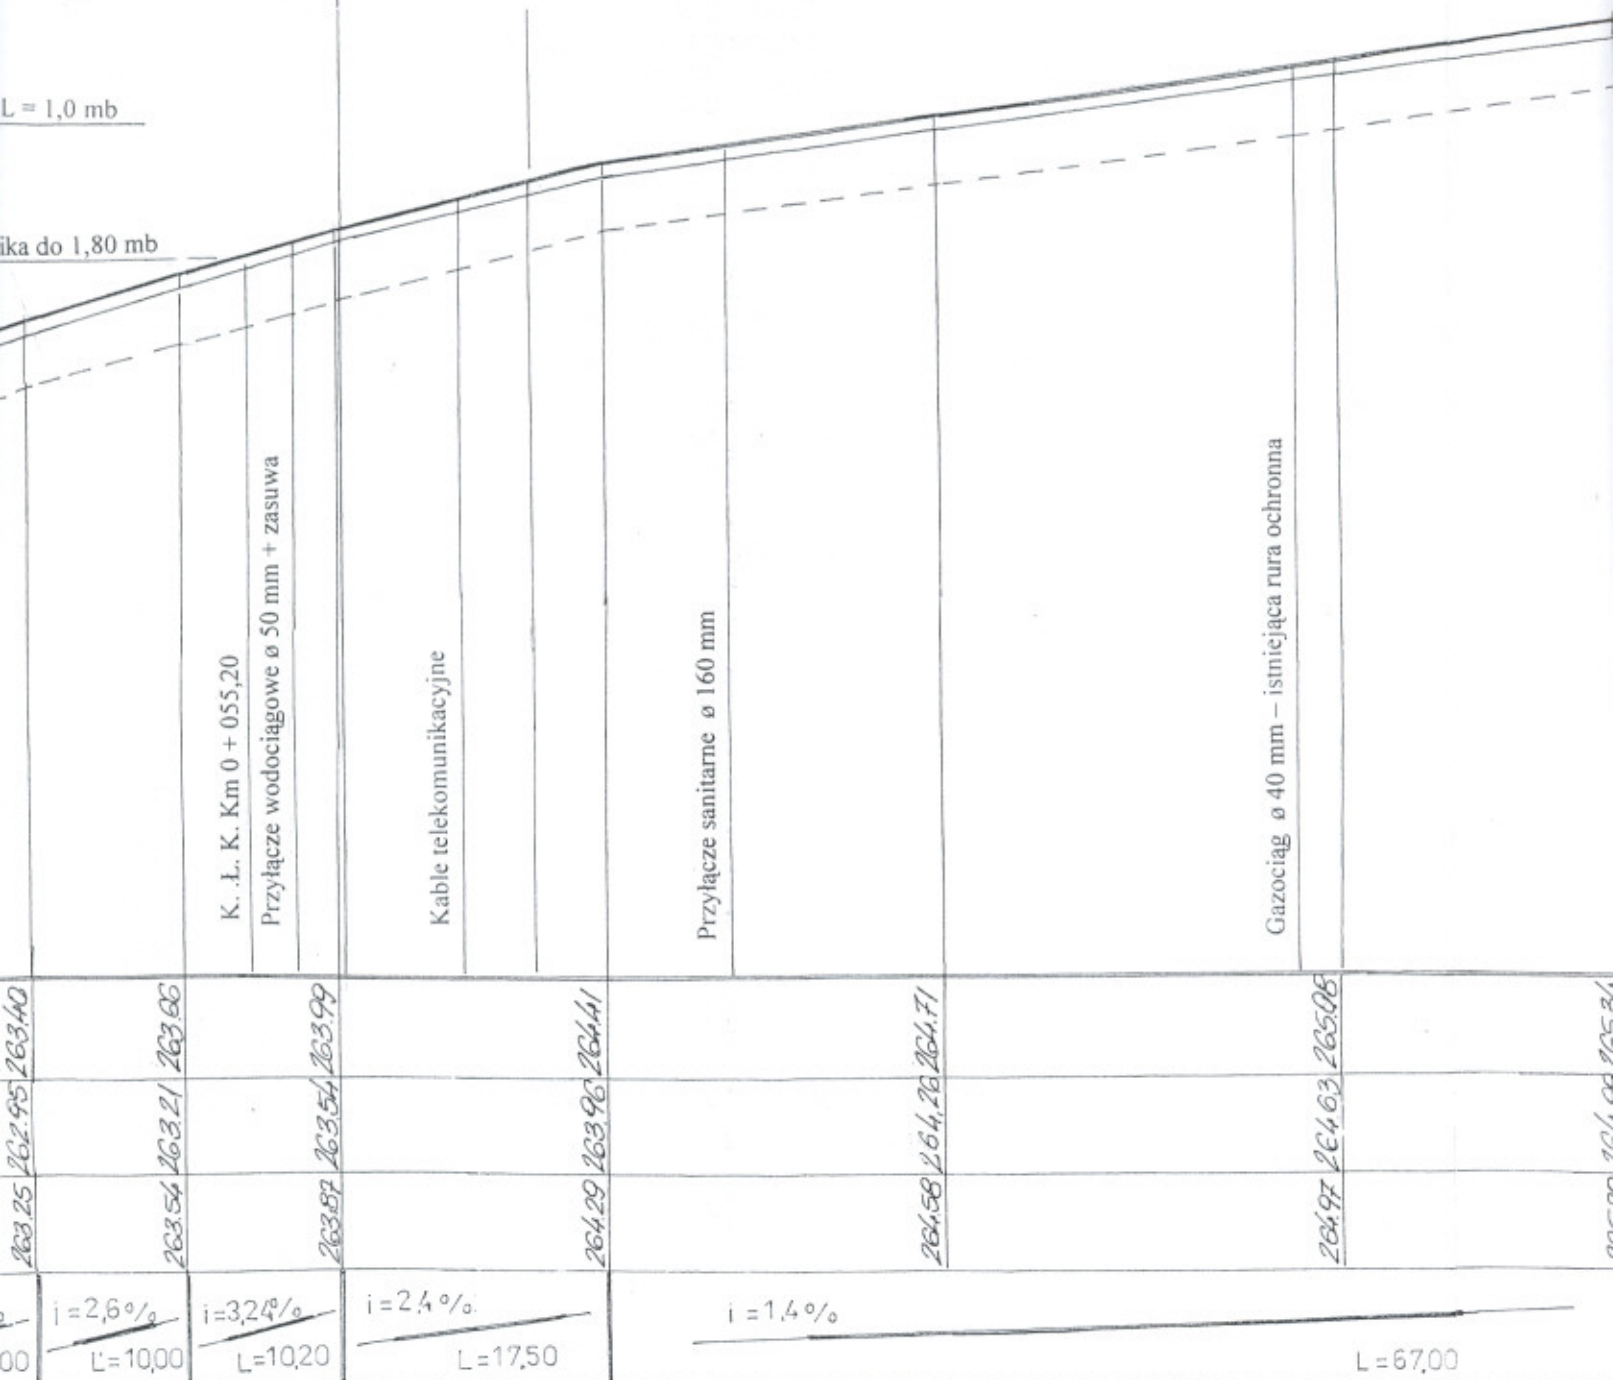 L = 1,0 mb
ika do 1,80 mb
K. .Ł. K. Km 0 + 055,20
Przyłącze wodociągowe ø 50 mm + zasuwa
Kable telekomunikacyjne
Przyłącze sanitarne ø 160 mm
Gazociąg ø 40 mm – istniejąca rura ochronna
263.40 263.66 263.99 264.41 264.71 265.08
262.95 263.21 263.54 263.96 264.26 264.63
263.25 263.54 263.87 264.29 264.58 264.97
i=2,6% i=3,24% i=2,4% i=1,4%
00 L=10,00 L=10,20 L=17,50 L=67,00